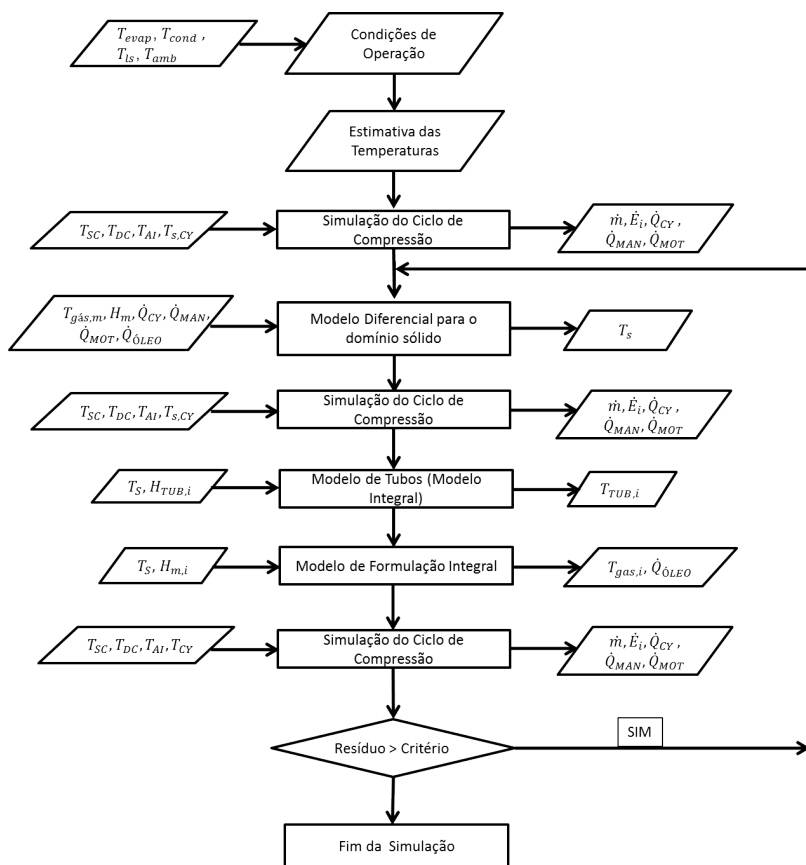 T_evap, T_cond ,
T_ls, T_amb
Condições de
Operação
Estimativa das
Temperaturas
T_SC, T_DC, T_AI, T_s,CY
Simulação do Ciclo de
Compressão
ṁ, Ė_i, Q̇_CY ,
Q̇_MAN, Q̇_MOT
T_gás,m, H_m, Q̇_CY, Q̇_MAN,
Q̇_MOT, Q̇_ÔLEO
Modelo Diferencial para o
domínio sólido
T_s
T_SC, T_DC, T_AI, T_s,CY
Simulação do Ciclo de
Compressão
ṁ, Ė_i, Q̇_CY ,
Q̇_MAN, Q̇_MOT
T_S, H_TUB,i
Modelo de Tubos (Modelo
Integral)
T_TUB,i
T_S, H_m,i
Modelo de Formulação Integral
T_gas,i, Q̇_ÔLEO
T_SC, T_DC, T_AI, T_CY
Simulação do Ciclo de
Compressão
ṁ, Ė_i, Q̇_CY ,
Q̇_MAN, Q̇_MOT
Resíduo > Critério
SIM
Fim da Simulação